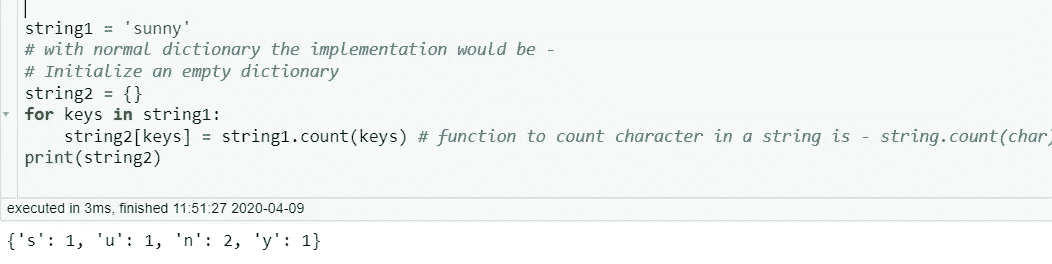 string1 = 'sunny'
# with normal dictionary the implementation would be -
# Initialize an empty dictionary
string2 = {}
for keys in string1:
    string2[keys] = string1.count(keys) # function to count character in a string is - string.count(char)
print(string2)
executed in 3ms, finished 11:51:27 2020-04-09
{'s': 1, 'u': 1, 'n': 2, 'y': 1}